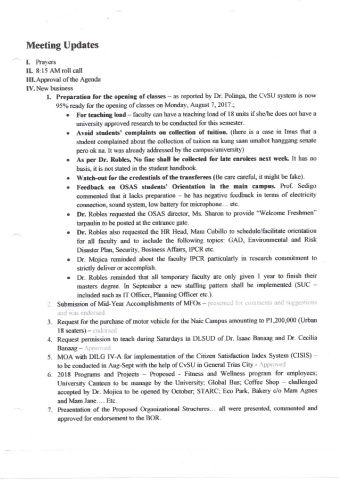 Meeting Updates
I. Prayers
II. 8:15 AM roll call
III. Approval of the Agenda
IV. New business
1. Preparation for the opening of classes – as reported by Dr. Polinga, the CvSU system is now
95% ready for the opening of classes on Monday, August 7, 2017.;
• For teaching load – faculty can have a teaching load of 18 units if she/he does not have a
university approved research to be conducted for this semester.
• Avoid students' complaints on collection of tuition. (there is a case in Imus that a
student complained about the collection of tuition na kung saan umabot hanggang senate
pero ok na. It was already addressed by the campus/university)
• As per Dr. Robles, No fine shall be collected for late enrolees next week. It has no
basis, it is not stated in the student handbook.
• Watch-out for the credentials of the transferees (Be care careful, it might be fake).
• Feedback on OSAS students' Orientation in the main campus. Prof. Sedigo
commented that it lacks preparation – he has negative feedback in terms of electricity
connection, sound system, low battery for microphone... etc.
• Dr. Robles requested the OSAS director, Ms. Sharon to provide "Welcome Freshmen"
tarpaulin to be posted at the entrance gate.
• Dr. Robles also requested the HR Head, Mam Cubillo to schedule/facilitate orientation
for all faculty and to include the following topics: GAD, Environmental and Risk
Disaster Plan, Security, Business Affairs, IPCR etc.
• Dr. Mojica reminded about the faculty IPCR particularly in research commitment to
strictly deliver or accomplish.
• Dr. Robles reminded that all temporary faculty are only given 1 year to finish their
masters degree. In September a new staffing pattern shall be implemented (SUC –
included such as IT Officer, Planning Officer etc.).
2. Submission of Mid-Year Accomplishments of MFOs – presented for comments and suggestions
and was endorsed
3. Request for the purchase of motor vehicle for the Naic Campus amounting to P1,200,000 (Urban
18 seaters) – endorsed
4. Request permission to teach during Saturdays in DLSUD of Dr. Isaac Banaag and Dr. Cecilia
Banaag – Approved
5. MOA with DILG IV-A for implementation of the Citizen Satisfaction Index System (CISIS) –
to be conducted in Aug-Sept with the help of CvSU in General Trias City - Approved
6. 2018 Programs and Projects – Proposed - Fitness and Wellness program for employees;
University Canteen to be manage by the University; Global Bus; Coffee Shop – challenged
accepted by Dr. Mojica to be opened by October; STARC; Eco Park, Bakery c/o Mam Agnes
and Mam Jane.... Etc.
7. Presentation of the Proposed Organizational Structures... all were presented, commented and
approved for endorsement to the BOR.